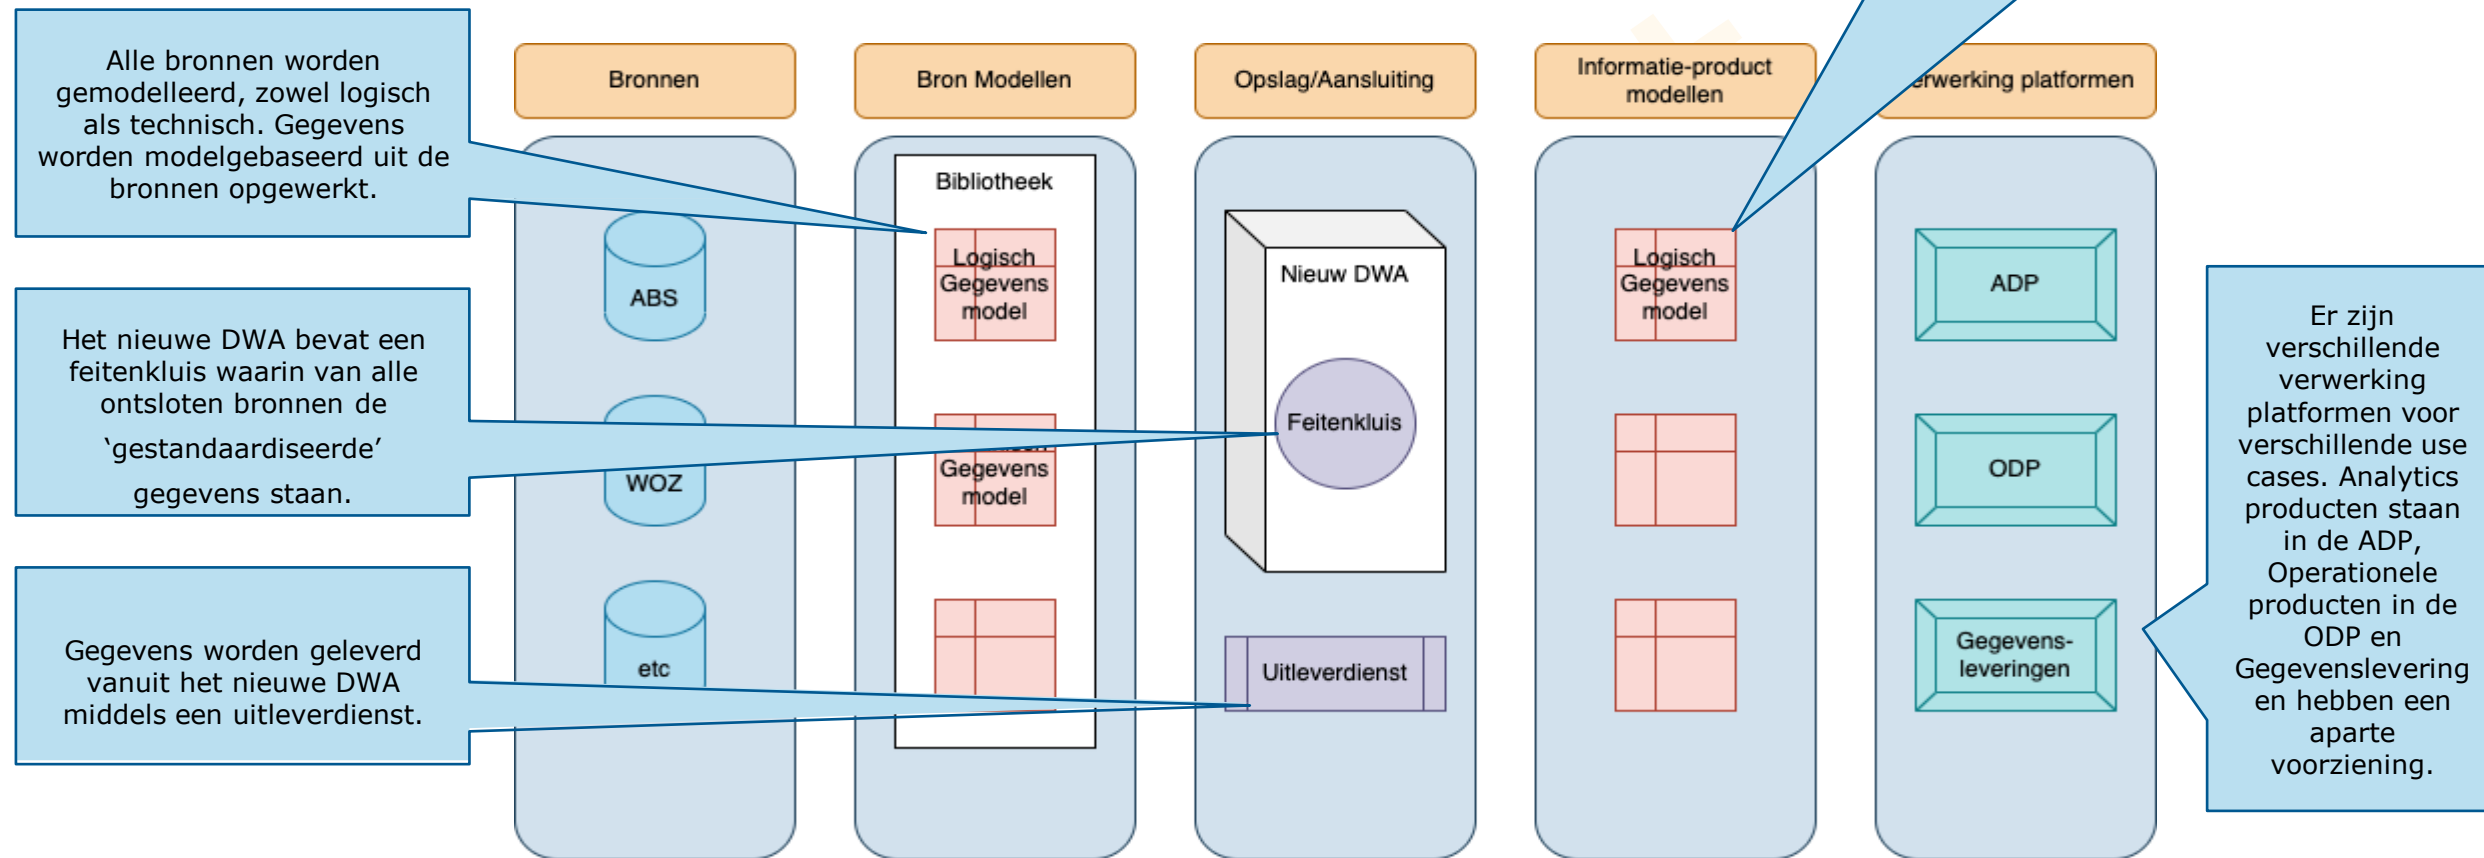 Alle bronnen worden
gemodelleerd, zowel logisch
als technisch. Gegevens
worden modelgebaseerd uit de
bronnen opgewerkt.
Het nieuwe DWA bevat een
feitenkluis waarin van alle
ontsloten bronnen de
‘gestandaardiseerde’
gegevens staan.
Gegevens worden geleverd
vanuit het nieuwe DWA
middels een uitleverdienst.
Bronnen
ABS
WOZ
etc
Bron Modellen
Bibliotheek
Logisch
Gegevens
model
Gegevens
model
Opslag/Aansluiting
Nieuw DWA
Feitenkluis
Uitleverdienst
Informatie-product
modellen
Logisch
Gegevens
model
erwerking platformen
ADP
ODP
Gegevens-
leveringen
Er zijn
verschillende
verwerking
platformen voor
verschillende use
cases. Analytics
producten staan
in de ADP,
Operationele
producten in de
ODP en
Gegevenslevering
en hebben een
aparte
voorziening.